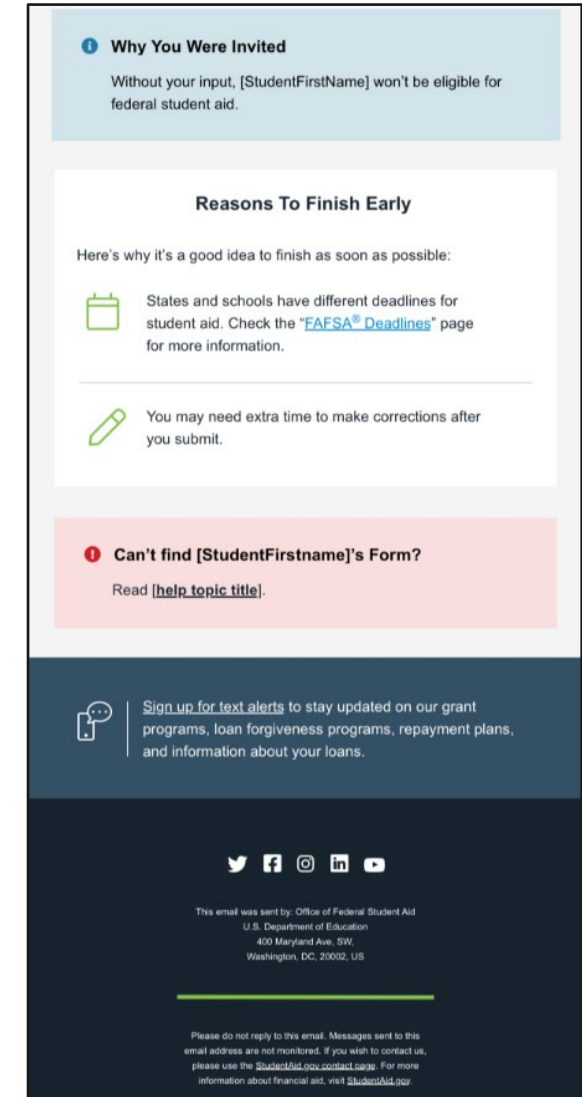 Why You Were Invited
Without your input, [StudentFirstName] won't be eligible for
federal student aid.
Reasons To Finish Early
Here's why it's a good idea to finish as soon as possible:
States and schools have different deadlines for
student aid. Check the "FAFSA® Deadlines" page
for more information.
You may need extra time to make corrections after
you submit.
Can't find [StudentFirstname]'s Form?
Read [help topic title].
Sign up for text alerts to stay updated on our grant
programs, loan forgiveness programs, repayment plans,
and information about your loans.
This email was sent by: Office of Federal Student Aid
U.S. Department of Education
400 Maryland Ave, SW,
Washington, DC, 20002, US
Please do not reply to this email. Messages sent to this
email address are not monitored. If you wish to contact us,
please use the StudentAid.gov contact page. For more
information about financial aid, visit StudentAid.gov.